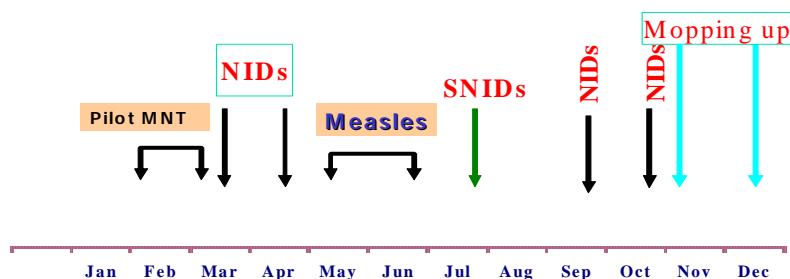 Mopping up
NIDs
NIDs
NIDs
SNIDs
Pilot MNT
Measles
Jan Feb Mar Apr May Jun Jul Aug Sep Oct Nov Dec